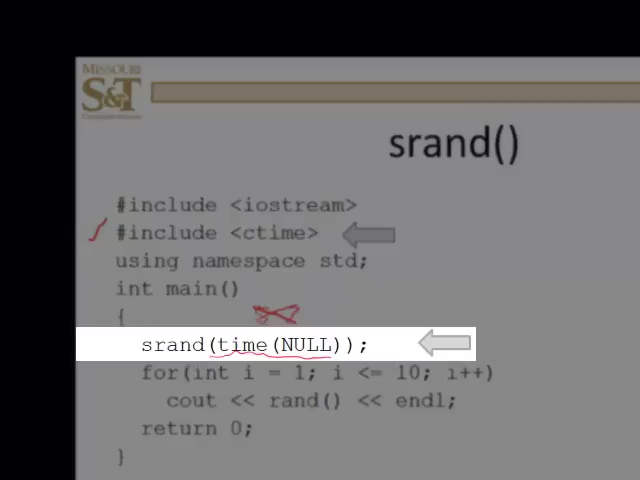 MISSOURI
S&T
srand()
#include <iostream>
#include <ctime>
using namespace std;
int main()
{
srand(time(NULL));
for(int i = 1; i <= 10; i++)
cout << rand() << endl;
return 0;
}